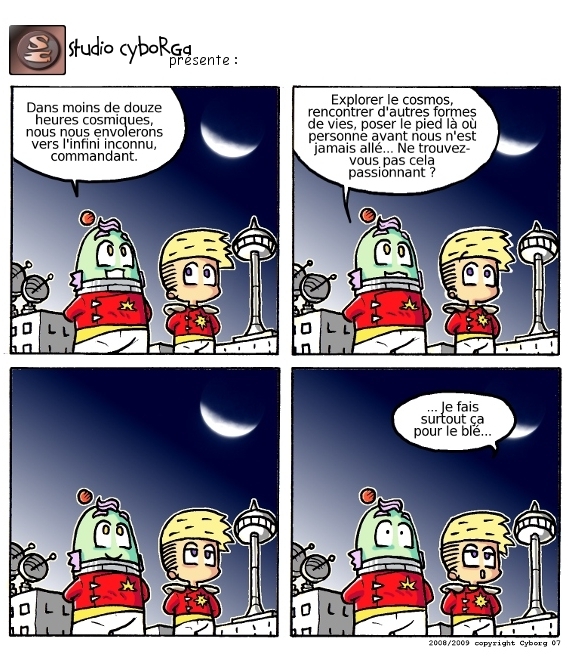 studio cyboRGa
présente :
Dans moins de douze
heures cosmiques,
nous nous envolerons
vers l'infini inconnu,
commandant.
Explorer le cosmos,
rencontrer d'autres formes
de vies, poser le pied là où
personne avant nous n'est
jamais allé... Ne trouvez-
vous pas cela
passionnant ?
... Je fais
surtout ça
pour le blé...
2008/2009 copyright Cyborg 07